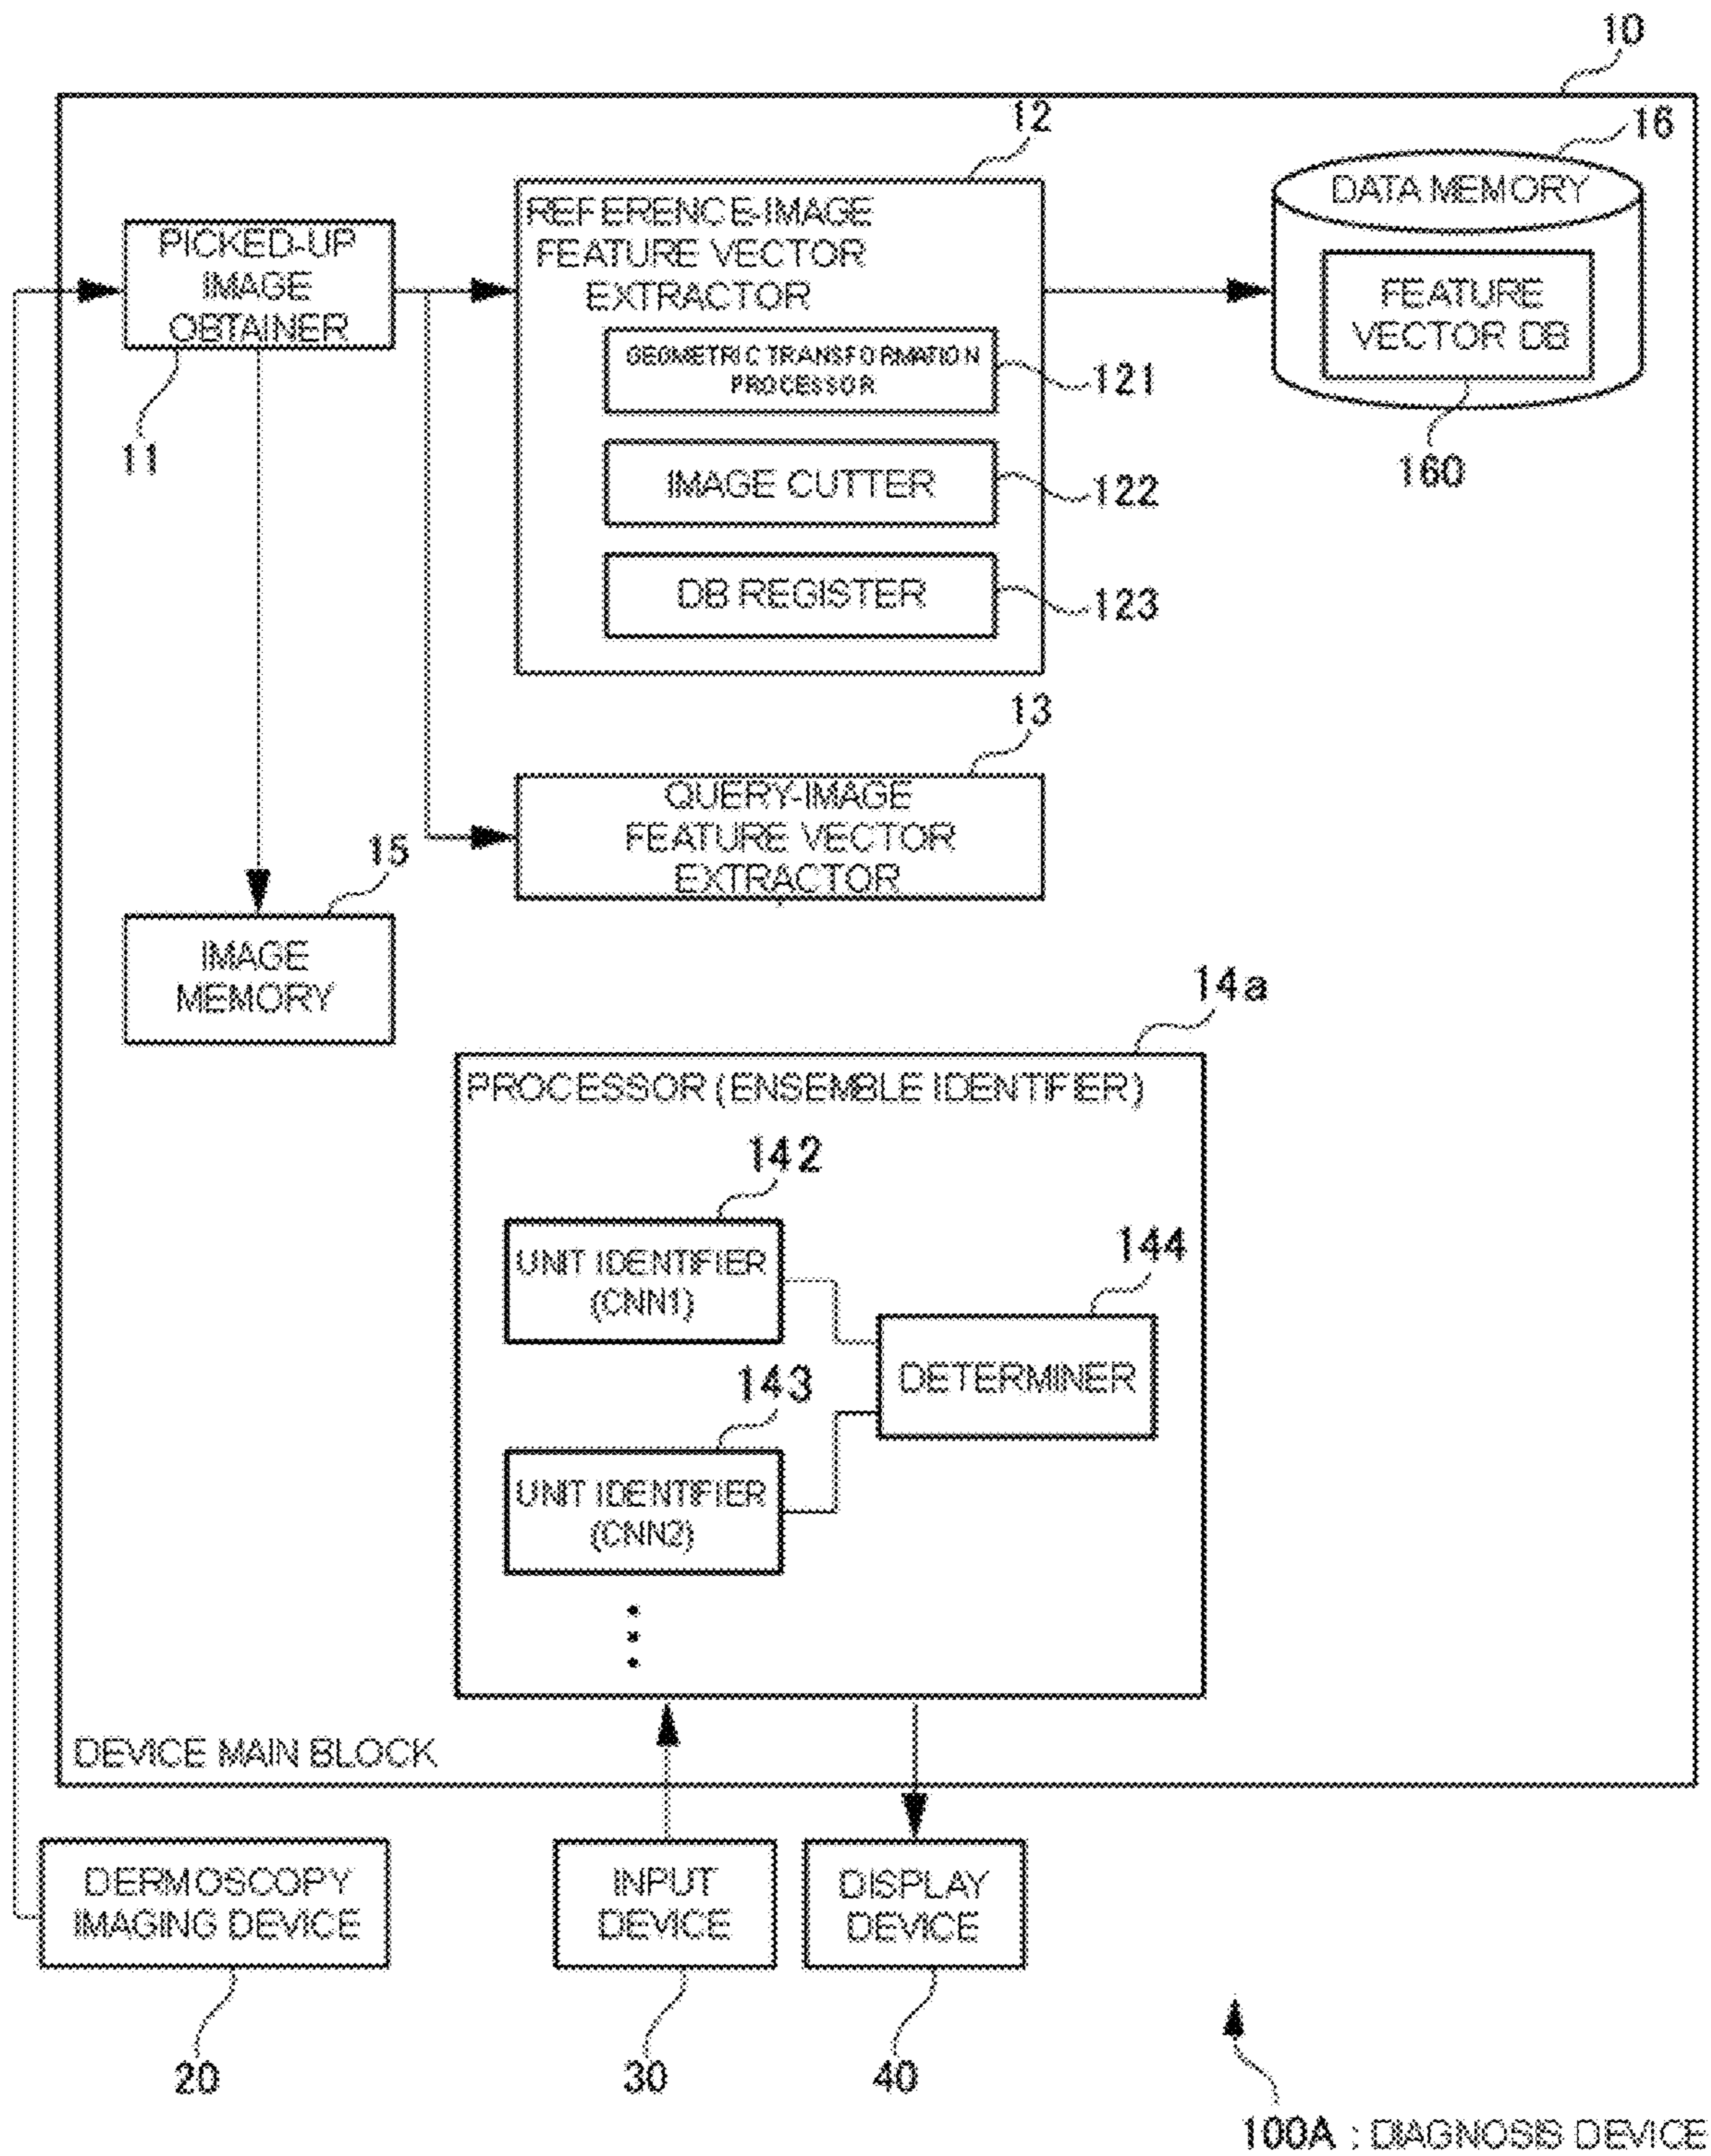 10
12
16
REFERENCE-IMAGE
FEATURE VECTOR
EXTRACTOR
DATA MEMORY
PICKED-UP
IMAGE
OBTAINER
FEATURE
VECTOR DB
GEOMETRIC TRANSFORMATION
PROCESSOR
121
11
160
IMAGE CUTTER
122
DB REGISTER
123
13
QUERY-IMAGE
FEATURE VECTOR
EXTRACTOR
15
IMAGE
MEMORY
14a
PROCESSOR (ENSEMBLE IDENTIFIER)
142
UNIT IDENTIFIER
(CNN1)
144
DETERMINER
143
UNIT IDENTIFIER
(CNN2)
DEVICE MAIN BLOCK
DERMOSCOPY
IMAGING DEVICE
INPUT
DEVICE
DISPLAY
DEVICE
20
30
40
100A : DIAGNOSIS DEVICE